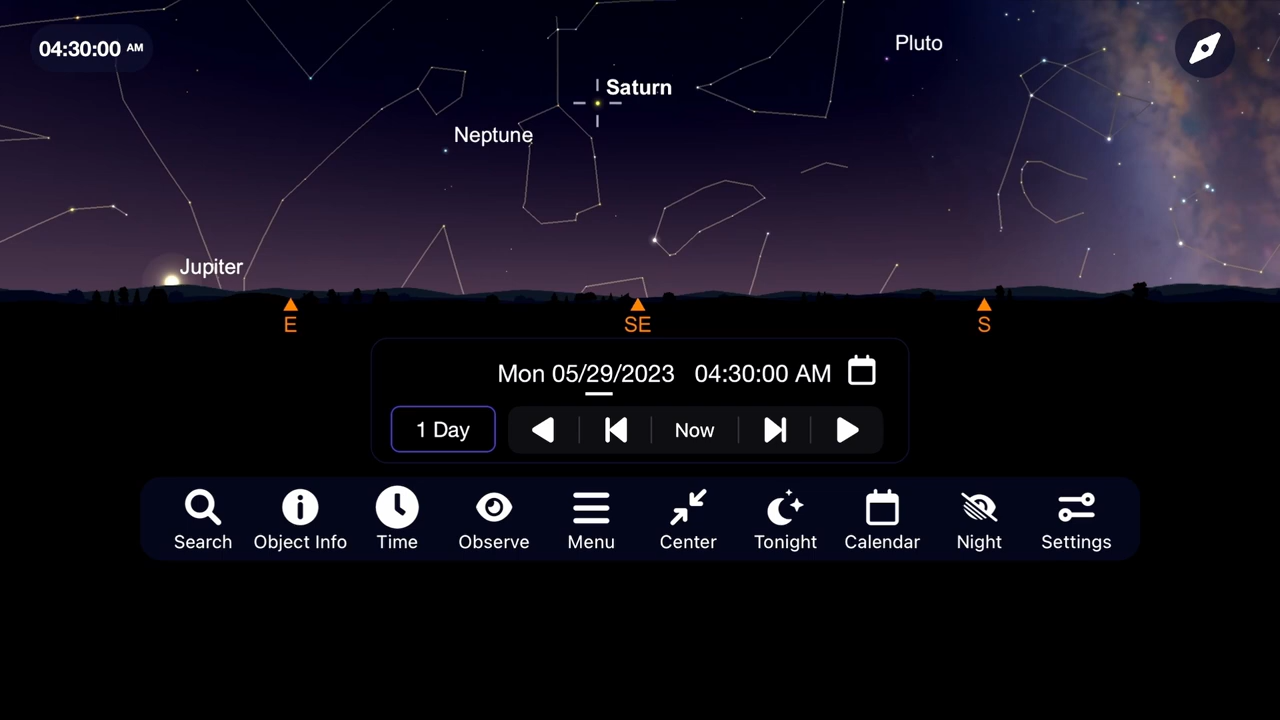 04:30:00 AM
Pluto
Saturn
Neptune
Jupiter
E
SE
S
Mon 05/29/2023 04:30:00 AM
1 Day
Now
Search
Object Info
Time
Observe
Menu
Center
Tonight
Calendar
Night
Settings